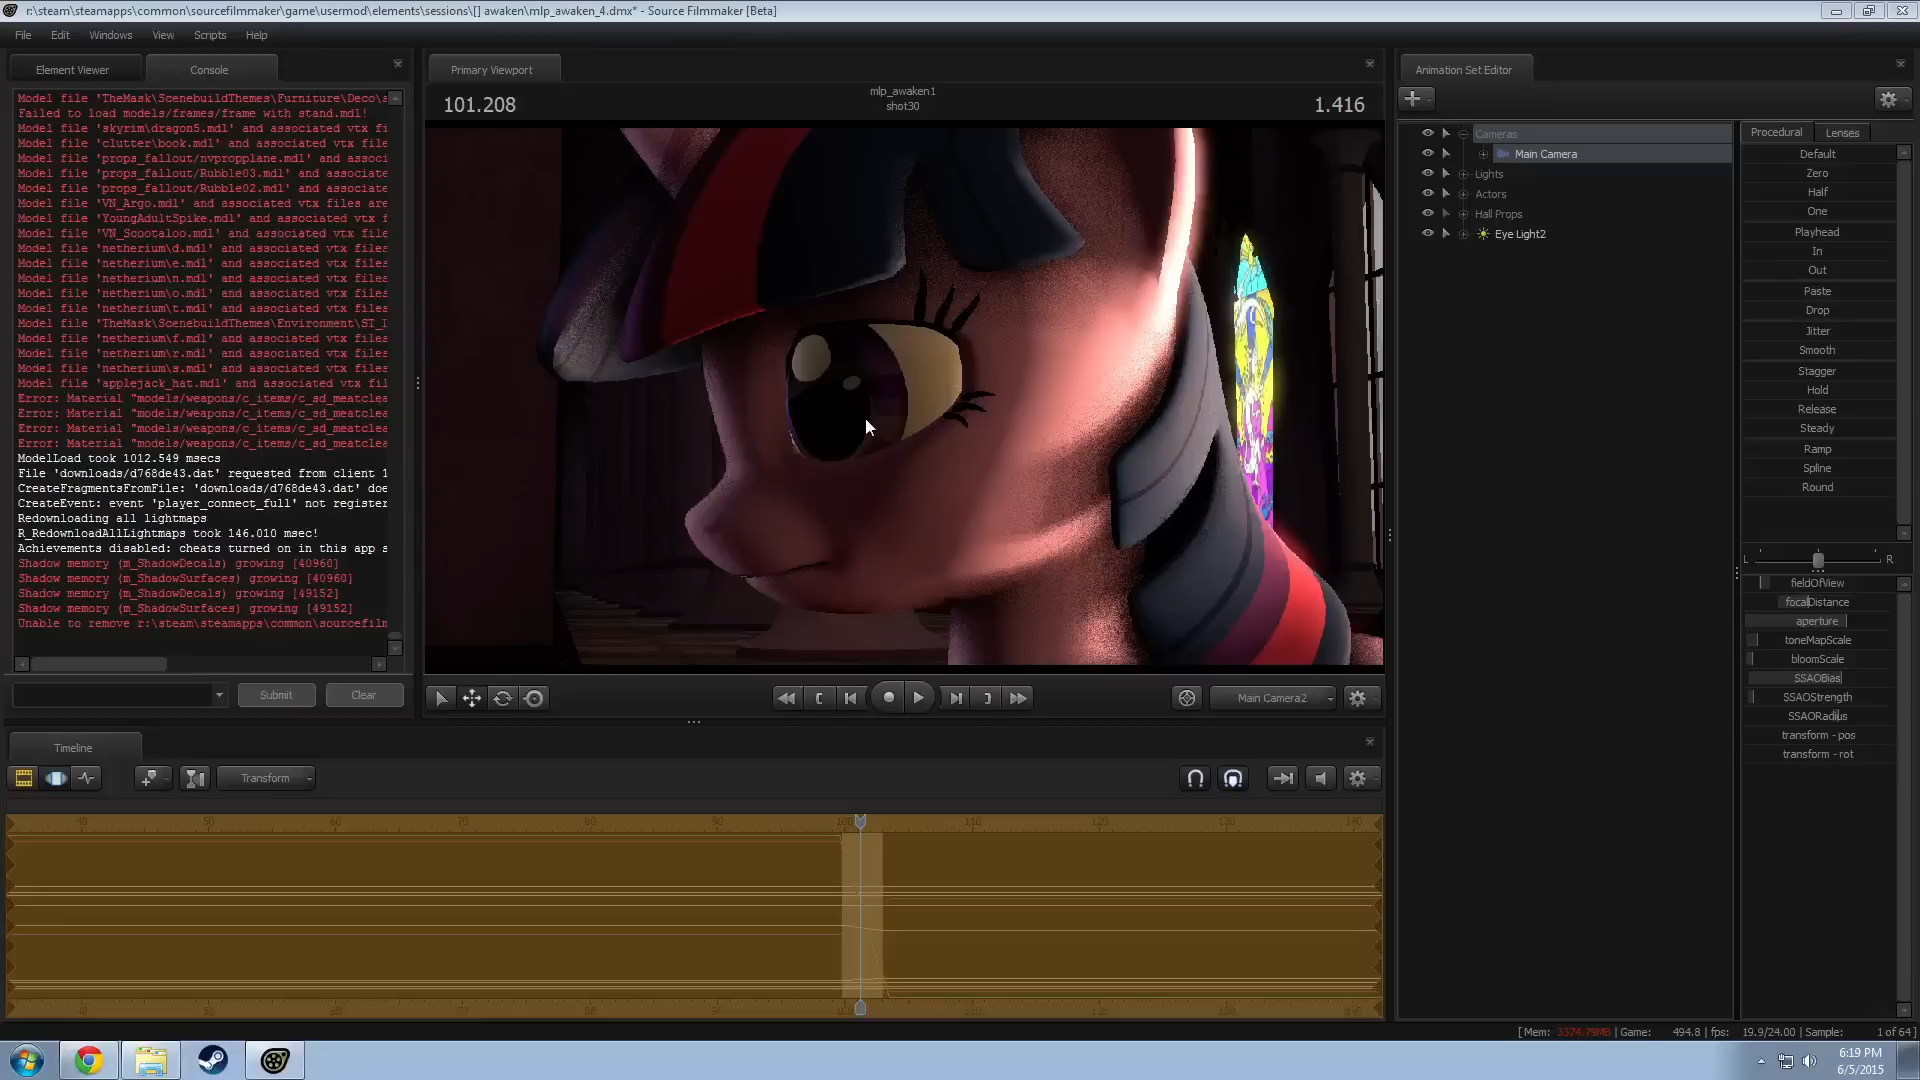 r:\steam\steamapps\common\sourcefilmmaker\game\usermod\elements\sessions\[] awaken\mlp_awaken_4.dmx* - Source Filmmaker [Beta]
File Edit Windows View Scripts Help
Element Viewer
Console
Model file 'TheMask\ScenebuildThemes\Furniture\Deco\s
Failed to load models/frames/frame with stand.mdl!
Model file 'skyrim\dragon5.mdl' and associated vtx fi
Model file 'clutter\book.mdl' and associated vtx file
Model file 'props_fallout/nvpropplane.mdl' and associ
Model file 'props_fallout/Rubble03.mdl' and associate
Model file 'props_fallout/Rubble02.mdl' and associate
Model file 'VN_Argo.mdl' and associated vtx files are
Model file 'YoungAdultSpike.mdl' and associated vtx f
Model file 'VN_Scootaloo.mdl' and associated vtx file
Model file 'netherium\d.mdl' and associated vtx files
Model file 'netherium\e.mdl' and associated vtx files
Model file 'netherium\n.mdl' and associated vtx files
Model file 'netherium\o.mdl' and associated vtx files
Model file 'netherium\t.mdl' and associated vtx files
Model file 'TheMask\ScenebuildThemes\Environment\ST_I
Model file 'netherium\f.mdl' and associated vtx files
Model file 'netherium\r.mdl' and associated vtx files
Model file 'netherium\s.mdl' and associated vtx files
Model file 'applejack_hat.mdl' and associated vtx fil
Error: Material "models/weapons/c_items/c_sd_meatclea
Error: Material "models/weapons/c_items/c_sd_meatclea
Error: Material "models/weapons/c_items/c_sd_meatclea
Error: Material "models/weapons/c_items/c_sd_meatclea
ModelLoad took 1012.549 msecs
File 'downloads/d768de43.dat' requested from client 1
CreateFragmentsFromFile: 'downloads/d768de43.dat' doe
CreateEvent: event 'player_connect_full' not register
Redownloading all lightmaps
R_RedownloadAllLightmaps took 146.010 msec!
Achievements disabled: cheats turned on in this app s
Shadow memory (m_ShadowDecals) growing [40960]
Shadow memory (m_ShadowSurfaces) growing [40960]
Shadow memory (m_ShadowDecals) growing [49152]
Shadow memory (m_ShadowSurfaces) growing [49152]
Unable to remove r:\steam\steamapps\common\sourcefilm
Submit
Clear
Primary Viewport
101.208
mlp_awaken1
shot30
1.416
Main Camera2
Animation Set Editor
Cameras
Main Camera
Lights
Actors
Hall Props
Eye Light2
Procedural
Lenses
Default
Zero
Half
One
Playhead
In
Out
Paste
Drop
Jitter
Smooth
Stagger
Hold
Release
Steady
Ramp
Spline
Round
L
R
fieldOfView
focalDistance
aperture
toneMapScale
bloomScale
SSAOBias
SSAOStrength
SSAORadius
transform - pos
transform - rot
Timeline
Transform
40 50 60 70 80 90 100 110 120 130 140
[ Mem: 3374.79MB] Game: 494.8 | fps: 19.9/24.00 | Sample: 1 of 64 ]
6:19 PM
6/5/2015